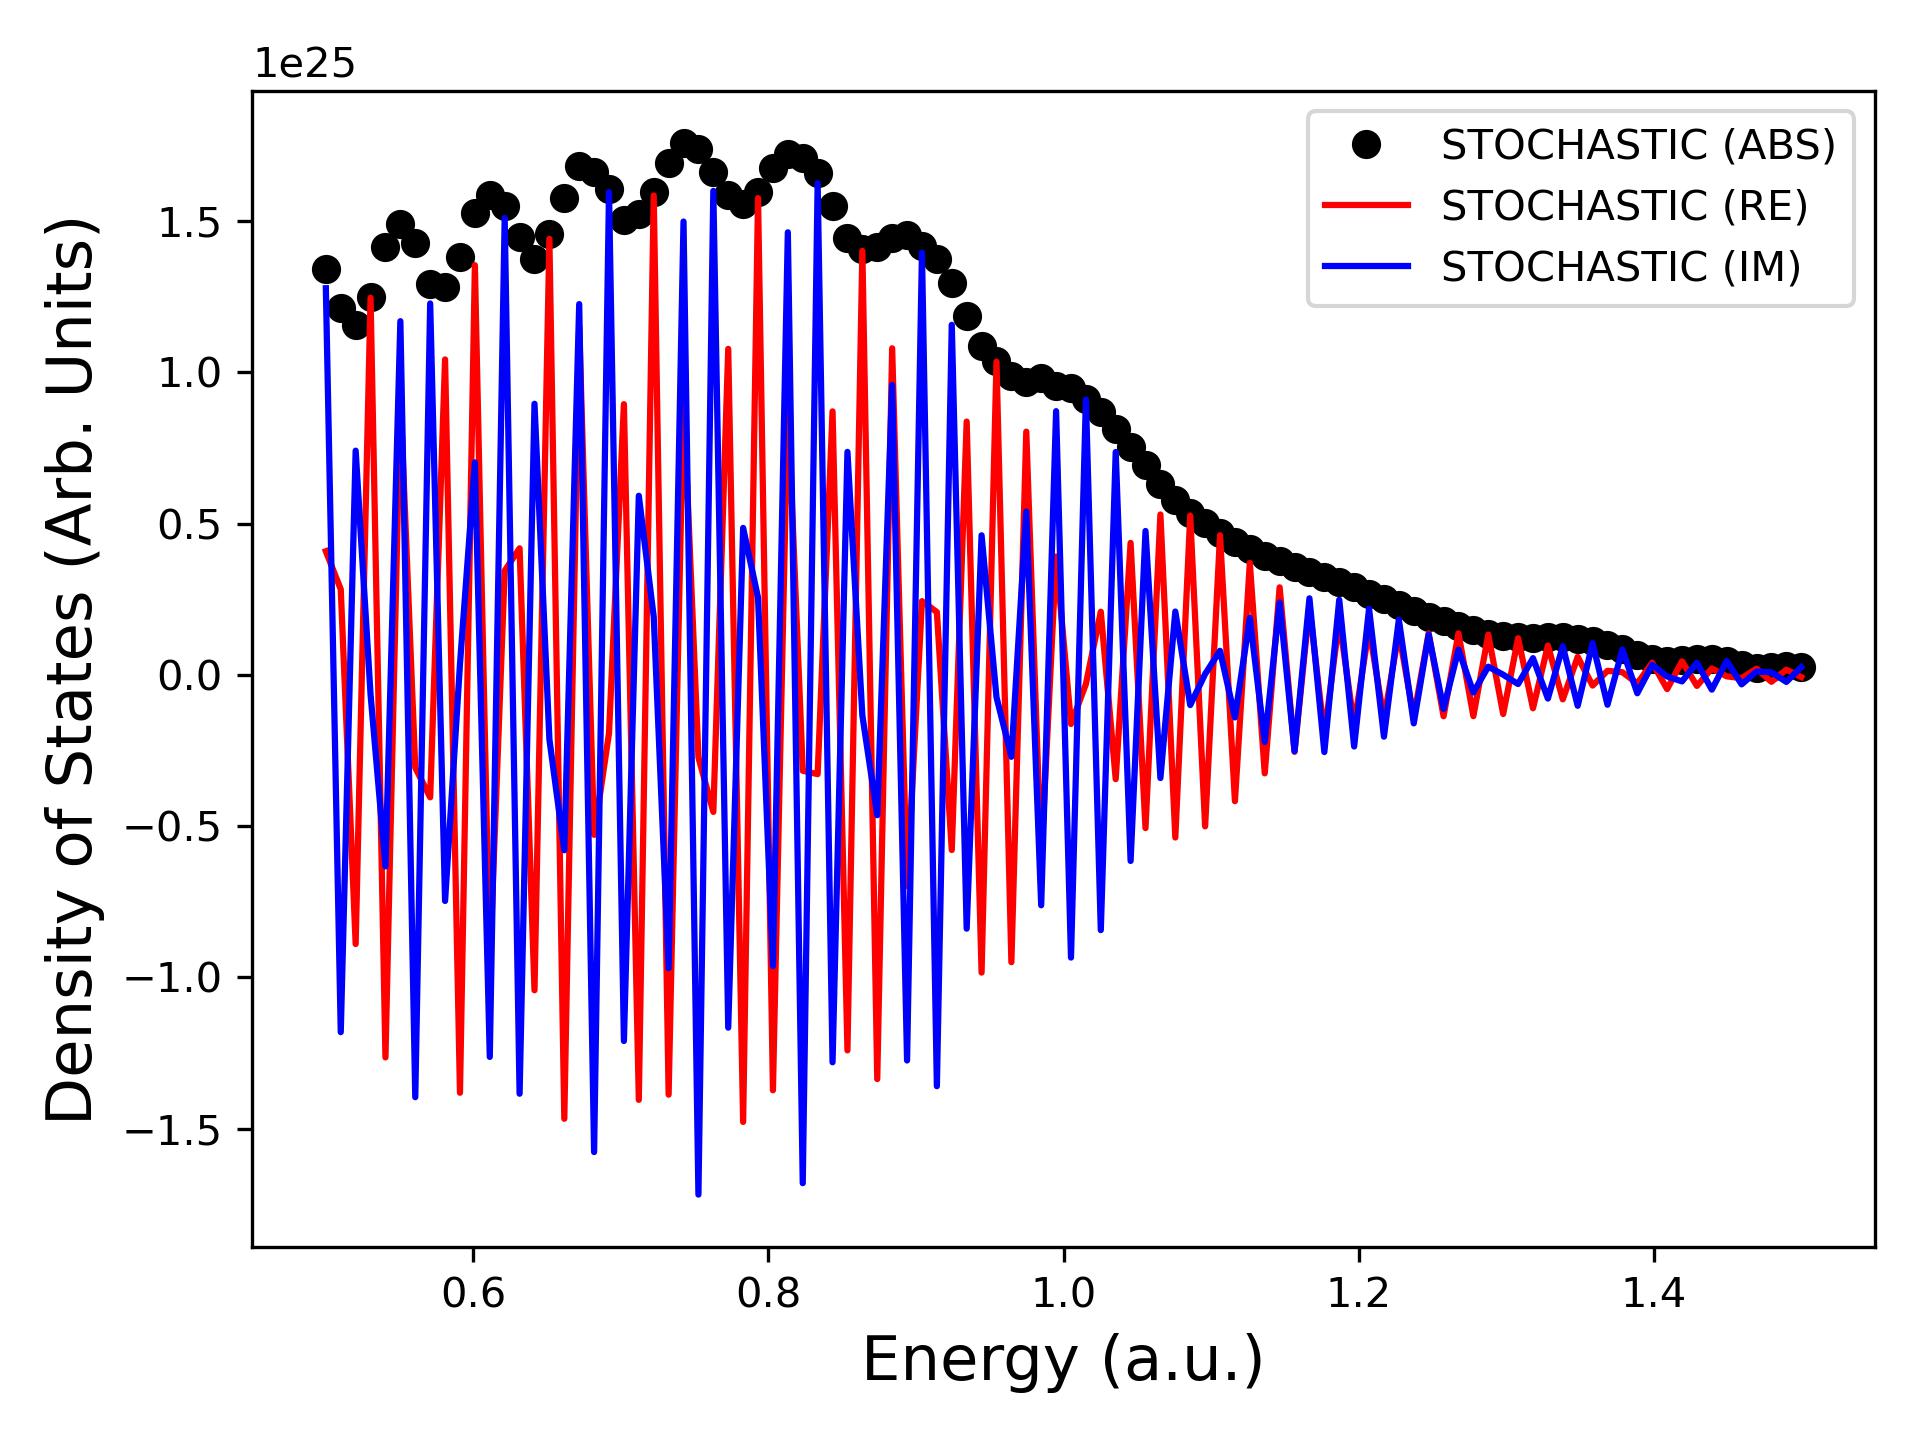 1e25
Density of States (Arb. Units)
1.5
1.0
0.5
0.0
−0.5
−1.0
−1.5
STOCHASTIC (ABS)
STOCHASTIC (RE)
STOCHASTIC (IM)
0.6 0.8 1.0 1.2 1.4
Energy (a.u.)